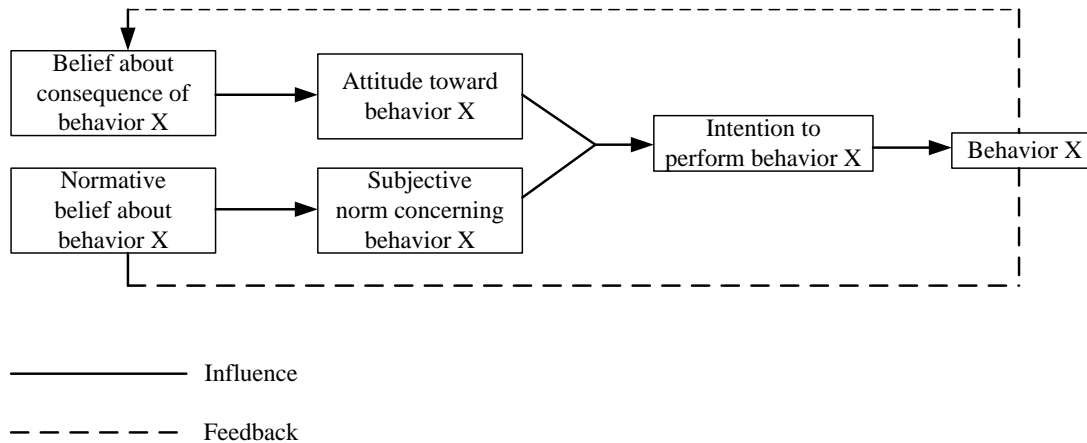 Belief about
consequence of
behavior X
Attitude toward
behavior X
Intention to
perform behavior X
Behavior X
Normative
belief about
behavior X
Subjective
norm concerning
behavior X
Influence
Feedback